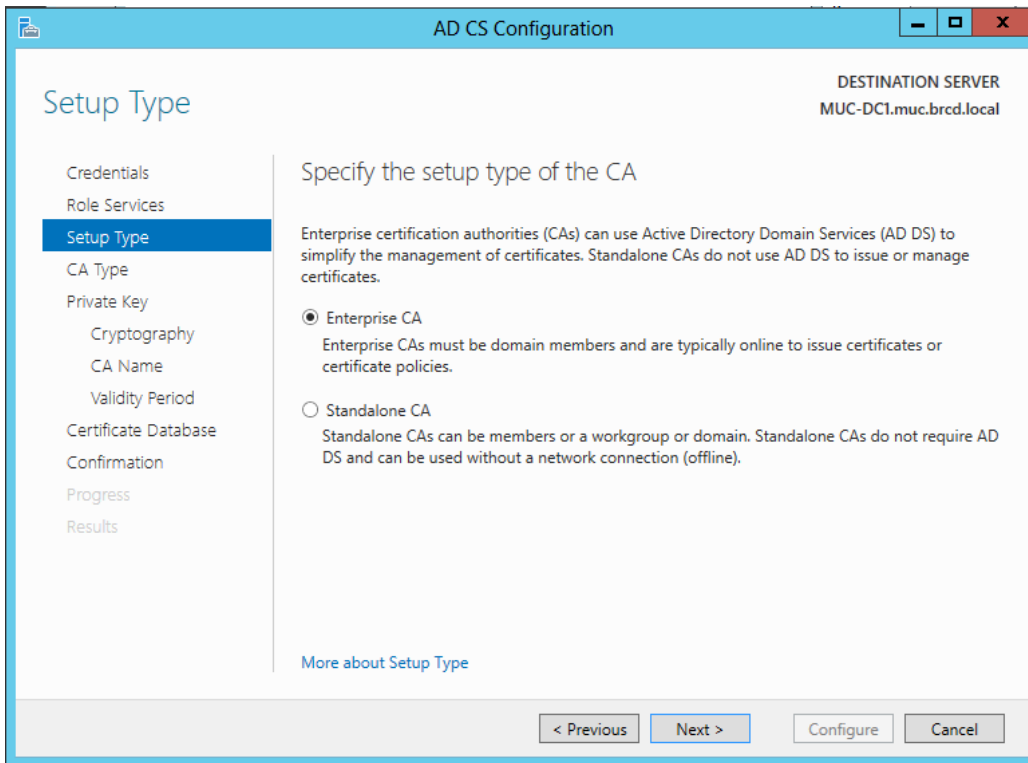 AD CS Configuration
DESTINATION SERVER
MUC-DC1.muc.brcd.local
Setup Type
Credentials
Role Services
Setup Type
CA Type
Private Key
Cryptography
CA Name
Validity Period
Certificate Database
Confirmation
Progress
Results
Specify the setup type of the CA
Enterprise certification authorities (CAs) can use Active Directory Domain Services (AD DS) to
simplify the management of certificates. Standalone CAs do not use AD DS to issue or manage
certificates.
Enterprise CA
Enterprise CAs must be domain members and are typically online to issue certificates or
certificate policies.
Standalone CA
Standalone CAs can be members or a workgroup or domain. Standalone CAs do not require AD
DS and can be used without a network connection (offline).
More about Setup Type
< Previous
Next >
Configure
Cancel